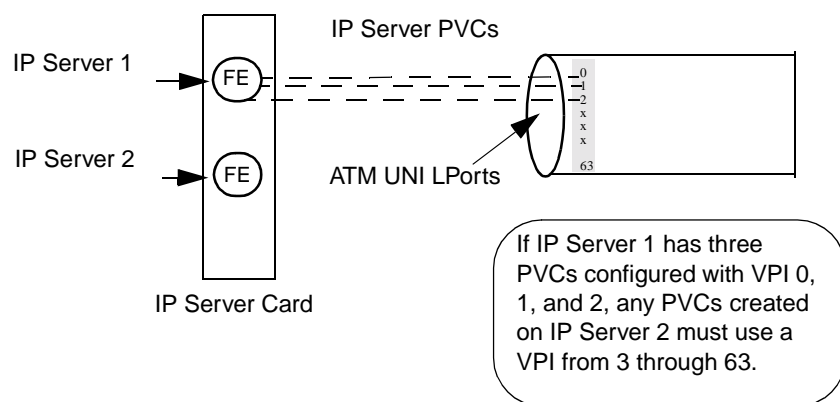 IP Server PVCs
IP Server 1
FE
0
1
2
x
x
x
63
IP Server 2
FE
ATM UNI LPorts
IP Server Card
If IP Server 1 has three
PVCs configured with VPI 0,
1, and 2, any PVCs created
on IP Server 2 must use a
VPI from 3 through 63.